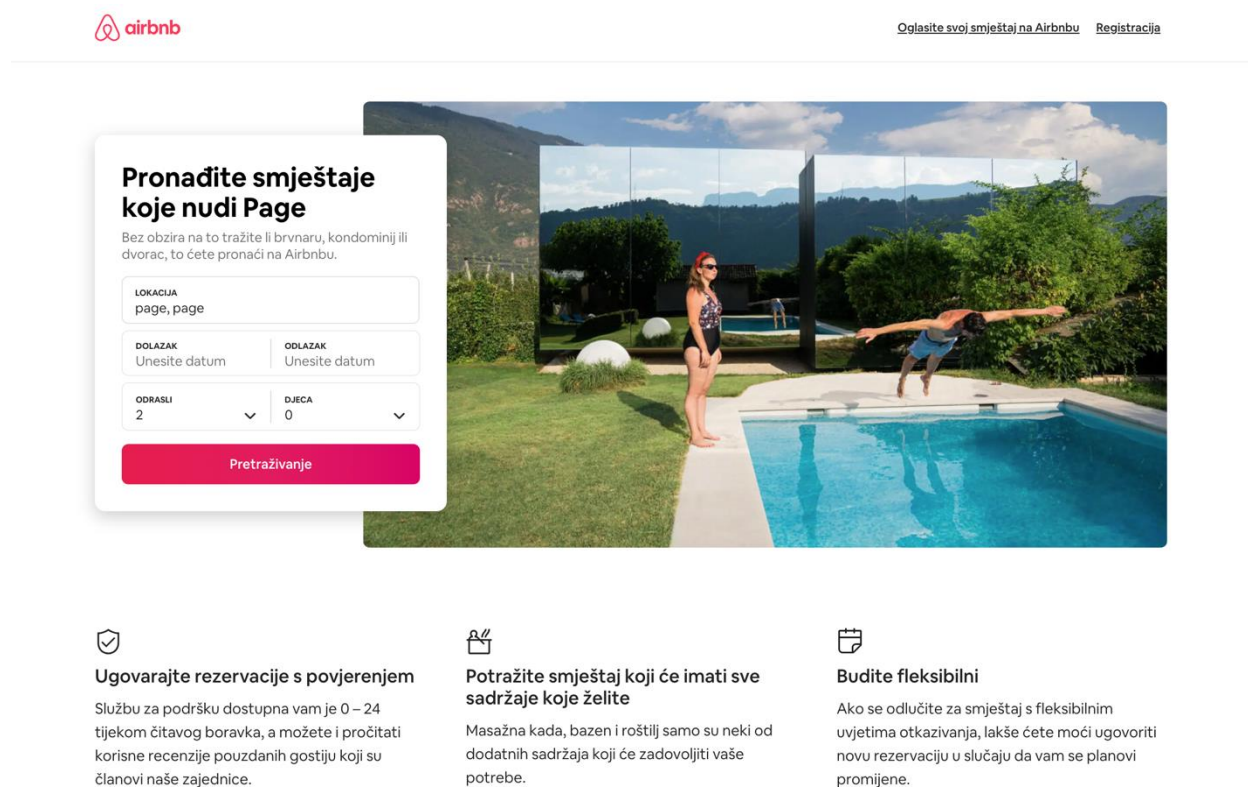 airbnb
Oglasite svoj smještaj na Airbnbu
Registracija
Pronađite smještaje
koje nudi Page
Bez obzira na to tražite li brvnaru, kondominij ili
dvorac, to ćete pronaći na Airbnbu.
LOKACIJA
page, page
DOLAZAK
Unesite datum
ODLAZAK
Unesite datum
ODRASLI
2
DJECA
0
Pretraživanje
Ugovarajte rezervacije s povjerenjem
Službu za podršku dostupna vam je 0 – 24
tijekom čitavog boravka, a možete i pročitati
korisne recenzije pouzdanih gostiju koji su
članovi naše zajednice.
Potražite smještaj koji će imati sve
sadržaje koje želite
Masažna kada, bazen i roštilj samo su neki od
dodatnih sadržaja koji će zadovoljiti vaše
potrebe.
Budite fleksibilni
Ako se odlučite za smještaj s fleksibilnim
uvjetima otkazivanja, lakše ćete moći ugovoriti
novu rezervaciju u slučaju da vam se planovi
promijene.